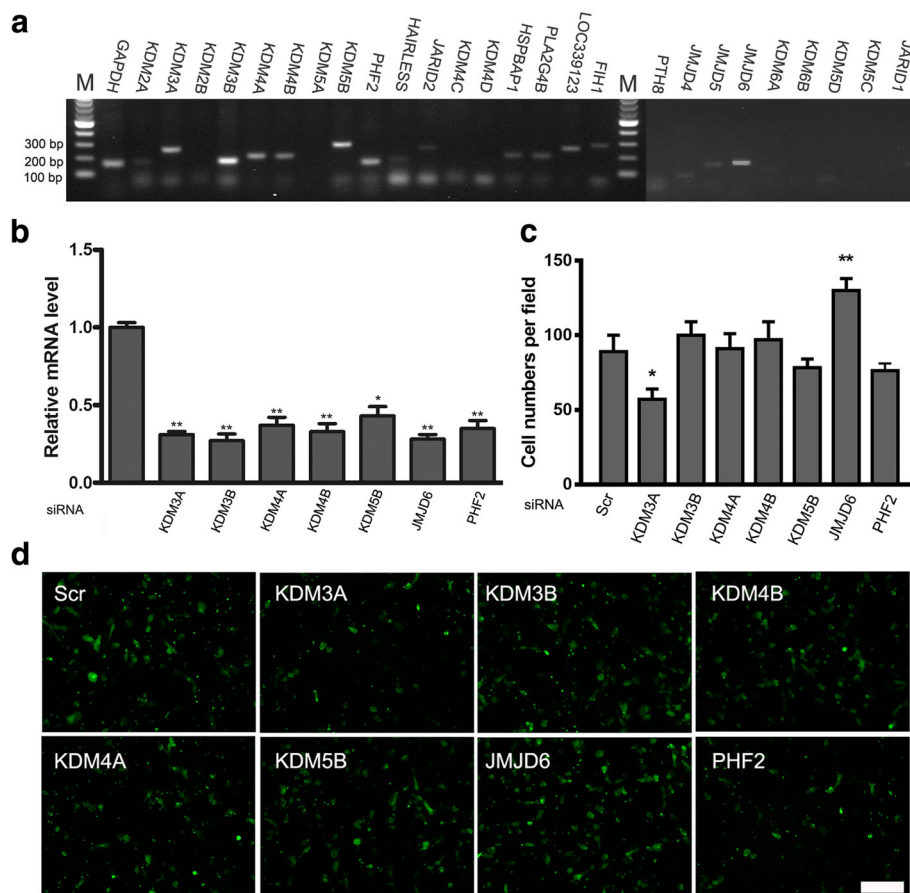 a
M
GAPDH
KDM2A
KDM3A
KDM2B
KDM3B
KDM4A
KDM4B
KDM5A
KDM5B
PHF2
HAIRLESS
JARID2
KDM4C
KDM4D
HSPBAP1
PLA2G4B
LOC339123
FIH1
M
PTH8
JMJD4
JMJD5
JMJD6
KDM6A
KDM6B
KDM5D
KDM5C
JARID1
300 bp
200 bp
100 bp
b
Relative mRNA level
1.5
1.0
0.5
0.0
**
**
**
**
*
**
**
siRNA
KDM3A
KDM3B
KDM4A
KDM4B
KDM5B
JMJD6
PHF2
c
Cell numbers per field
150
100
50
0
*
**
siRNA
Scr
KDM3A
KDM3B
KDM4A
KDM4B
KDM5B
JMJD6
PHF2
d
Scr
KDM3A
KDM3B
KDM4B
KDM4A
KDM5B
JMJD6
PHF2